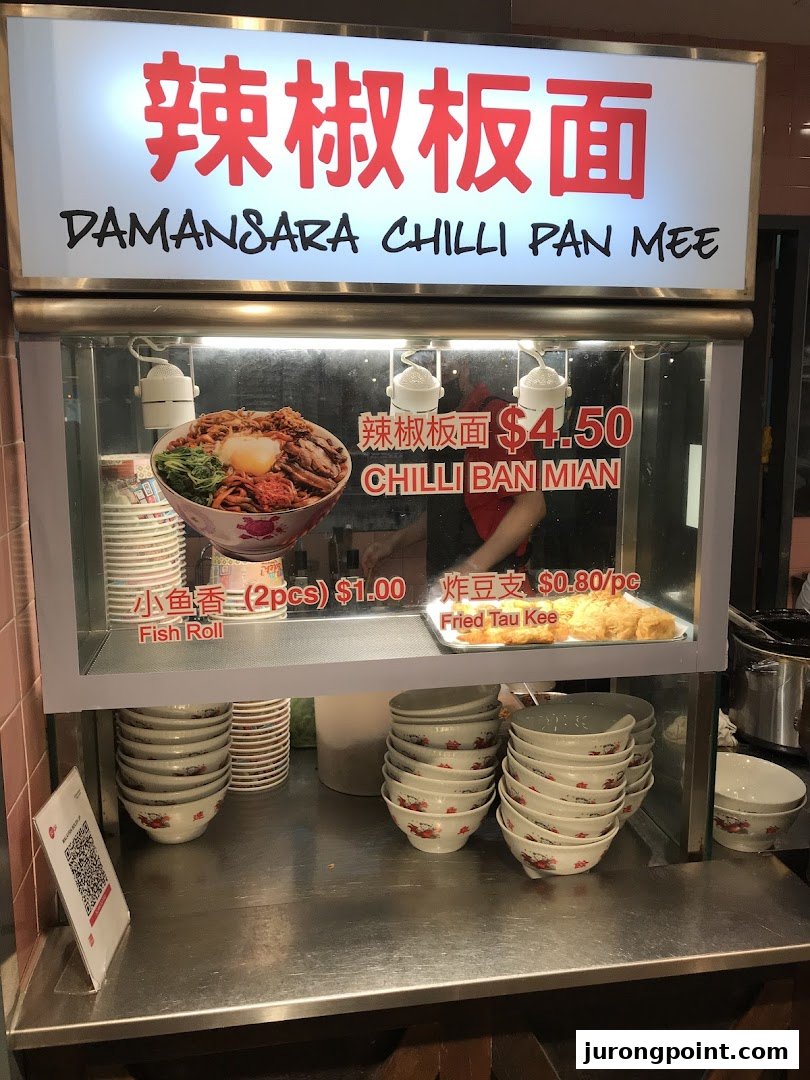 辣椒板面
DAMANSARA CHILLI PAN MEE
辣椒板面 $4.50
CHILLI BAN MIAN
小鱼香 (2pcs) $1.00
Fish Roll
炸豆支 $0.80/pc
Fried Tau Kee
jurongpoint.com